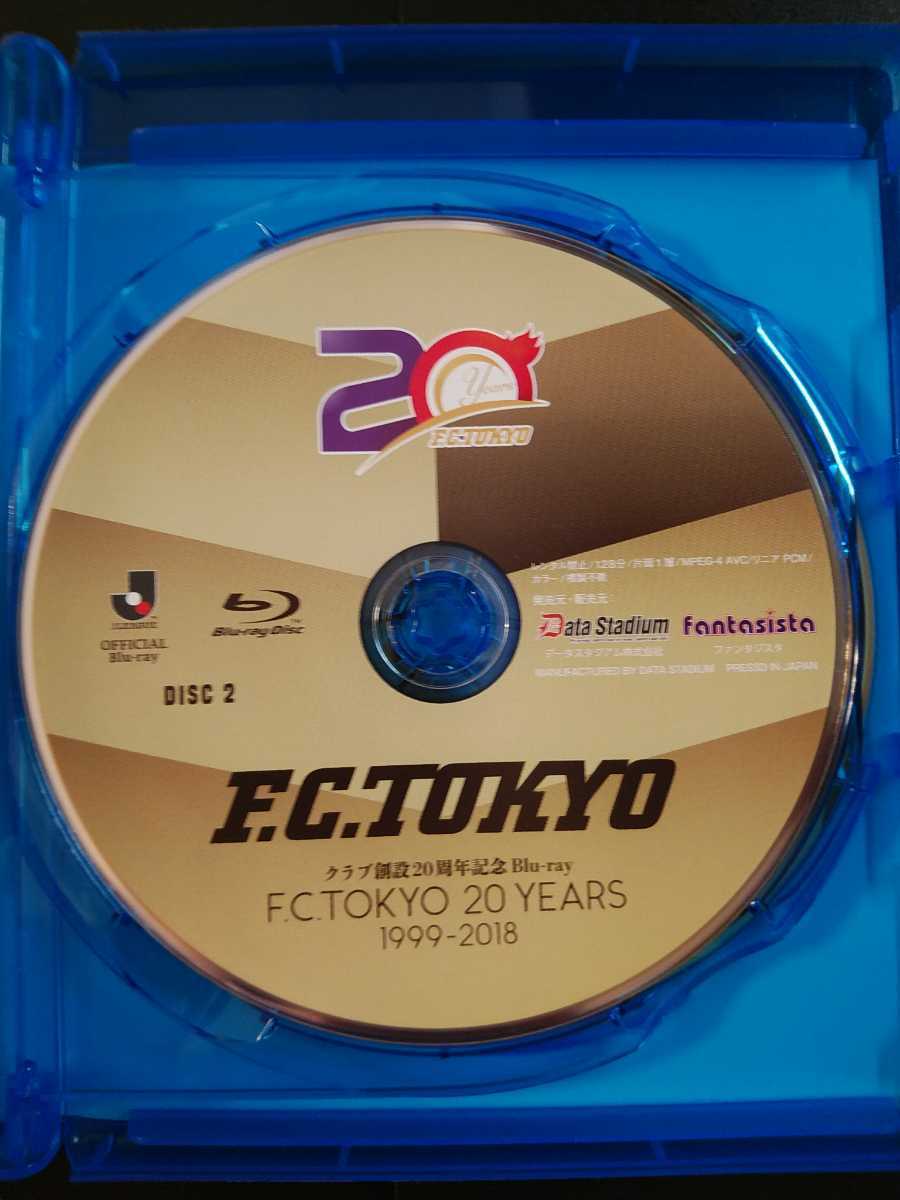 20
Years
F.C.TOKYO
レンタル禁止/128分/片面1層/MPEG-4 AVC/リニア PCM/
カラー/複製不能
発売元・販売元:
Data Stadium
fantasista
データスタジアム株式会社
ファンタジスタ
MANUFACTURED BY DATA STADIUM PRESSD IN JAPAN
J.LEAGUE
OFFICIAL
Blu-ray
Blu-ray Disc™
DISC 2
F.C.TOKYO
クラブ創設20周年記念 Blu-ray
F.C.TOKYO 20 YEARS
1999-2018